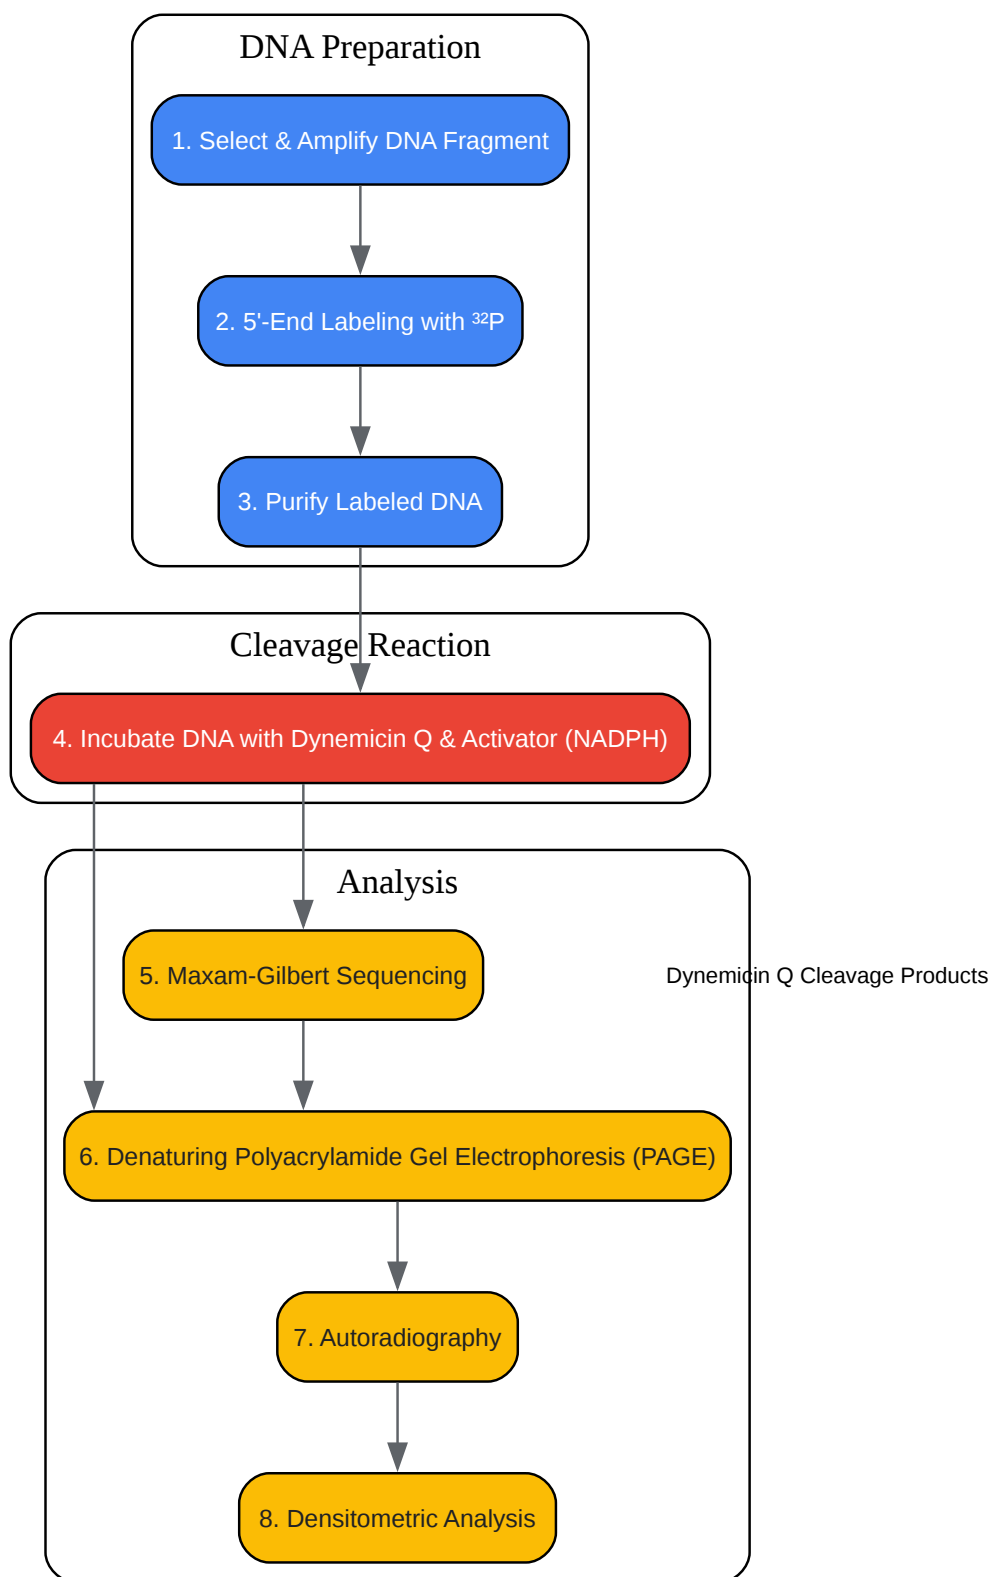 DNA Preparation
1. Select & Amplify DNA Fragment
2. 5'-End Labeling with ³²P
3. Purify Labeled DNA
Cleavage Reaction
4. Incubate DNA with Dynemicin Q & Activator (NADPH)
Analysis
5. Maxam-Gilbert Sequencing
Dynemicin Q Cleavage Products
6. Denaturing Polyacrylamide Gel Electrophoresis (PAGE)
7. Autoradiography
8. Densitometric Analysis